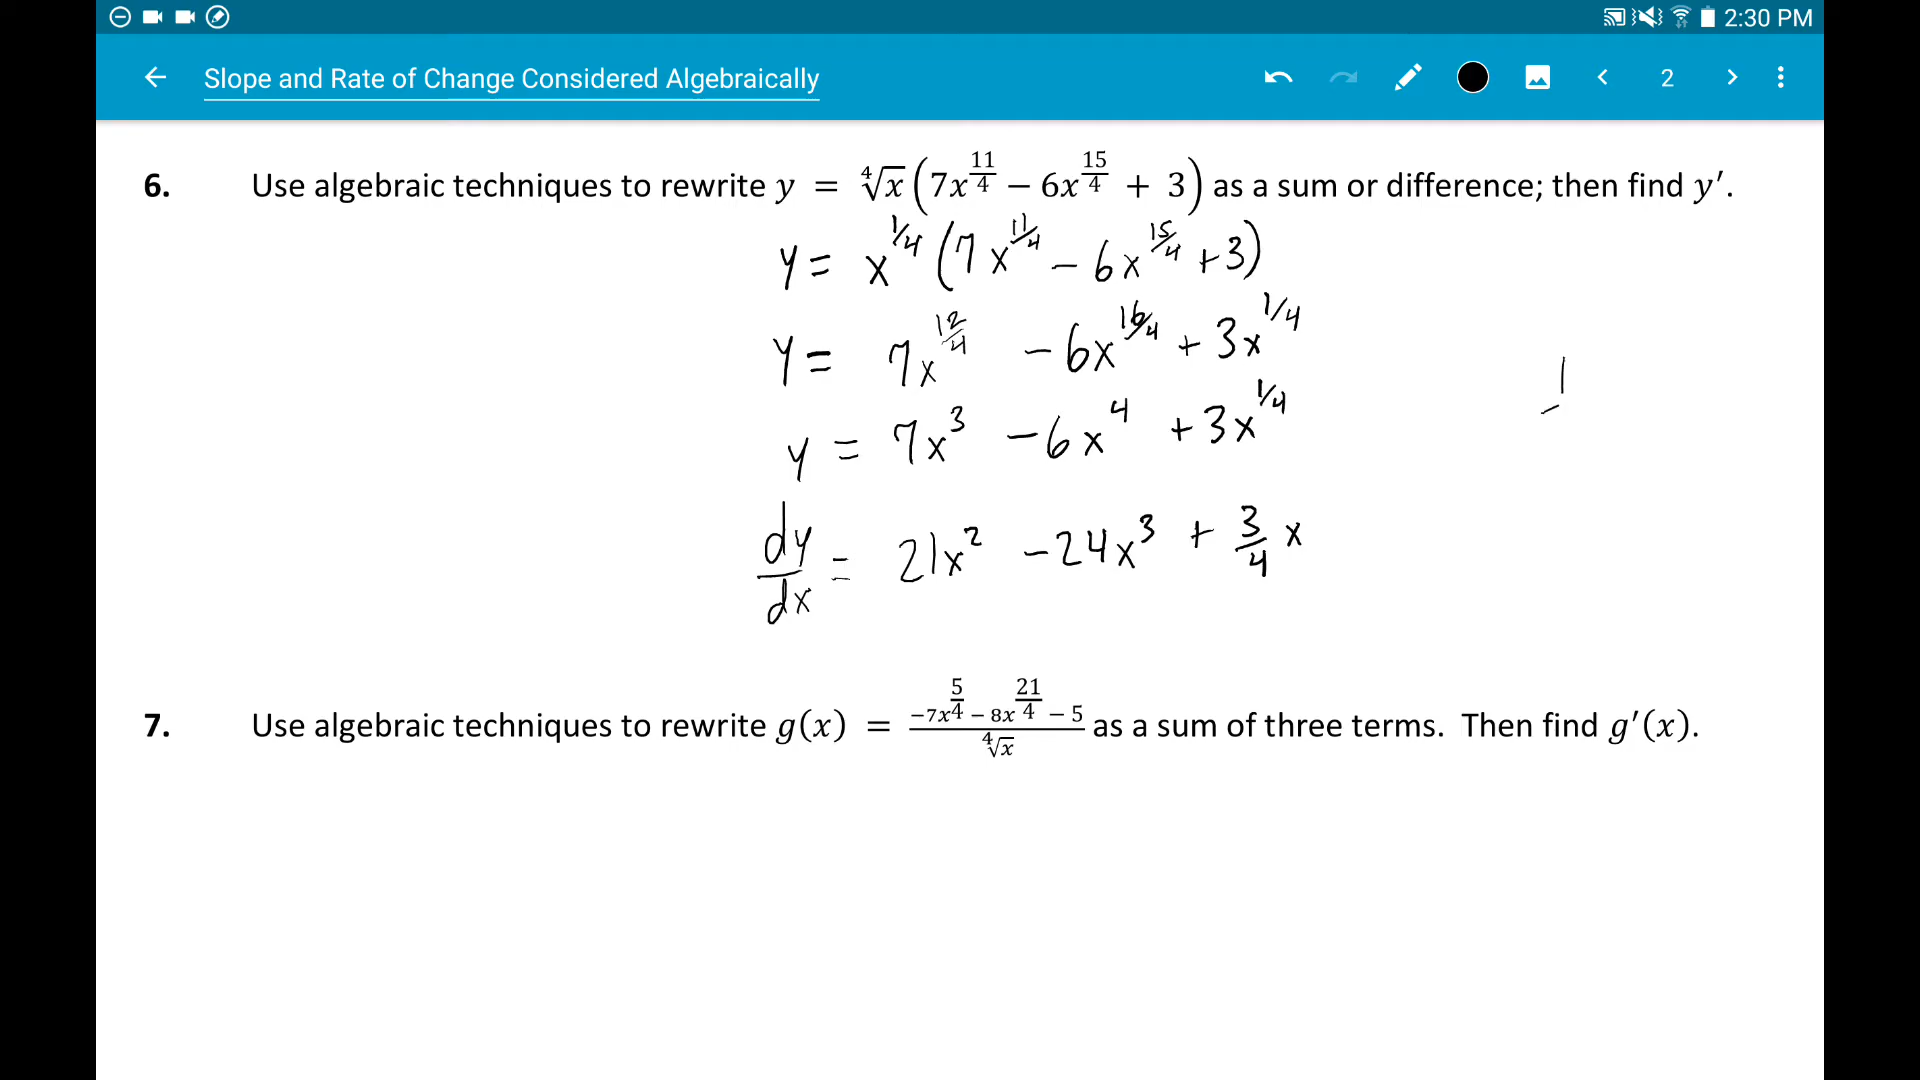 2:30 PM
Slope and Rate of Change Considered Algebraically
2
6. Use algebraic techniques to rewrite y = ∜x (7x^(11/4) − 6x^(15/4) + 3) as a sum or difference; then find y′.
y = x^(1/4) (7x^(11/4) − 6x^(15/4) + 3)
y = 7x^(12/4) − 6x^(16/4) + 3x^(1/4)
y = 7x^3 − 6x^4 + 3x^(1/4)
dy/dx = 21x^2 − 24x^3 + 3/4 x
7. Use algebraic techniques to rewrite g(x) = (−7x^(5/4) − 8x^(21/4) − 5)/∜x as a sum of three terms. Then find g′(x).